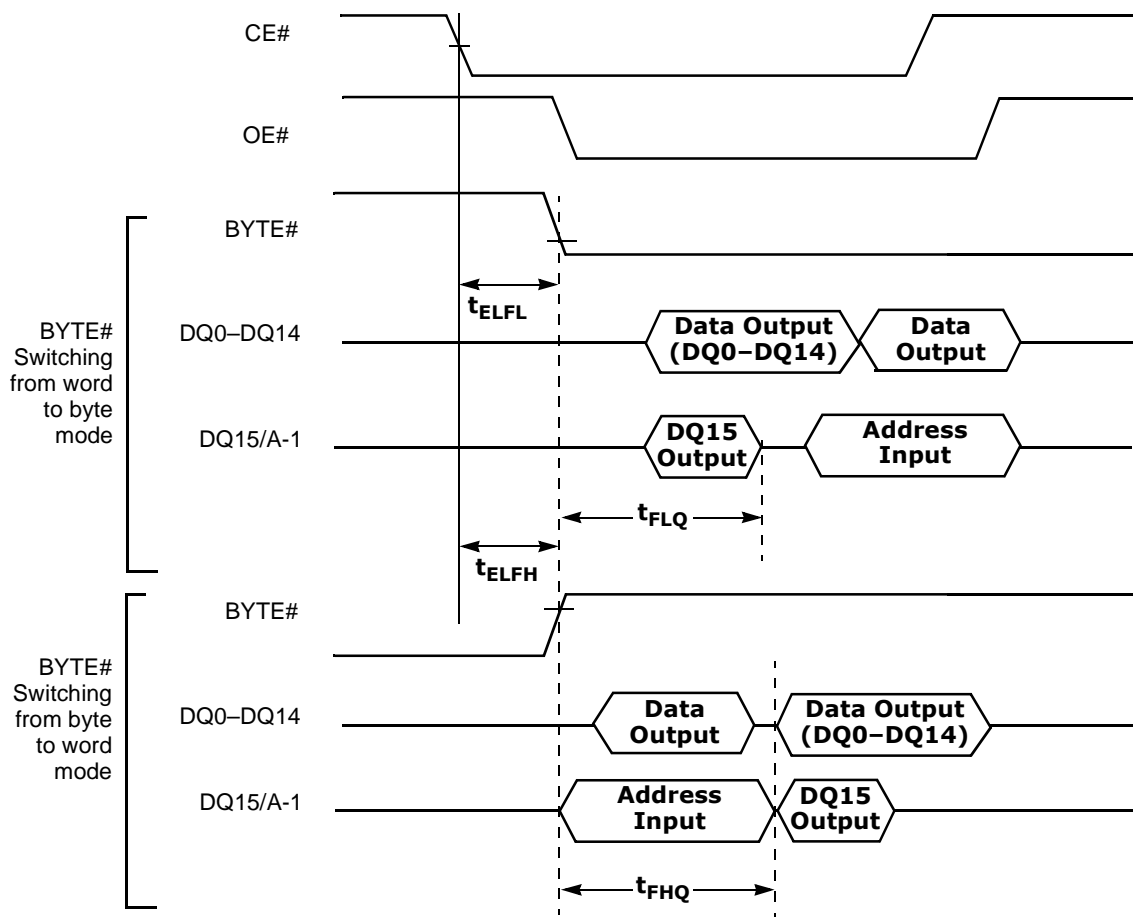 CE#
OE#
BYTE#
tELFL
BYTE#
Switching
from word
to byte
mode
DQ0–DQ14
Data Output
(DQ0–DQ14)
Data
Output
DQ15/A-1
DQ15
Output
Address
Input
tFLQ
tELFH
BYTE#
BYTE#
Switching
from byte
to word
mode
DQ0–DQ14
Data
Output
Data Output
(DQ0–DQ14)
DQ15/A-1
Address
Input
DQ15
Output
tFHQ